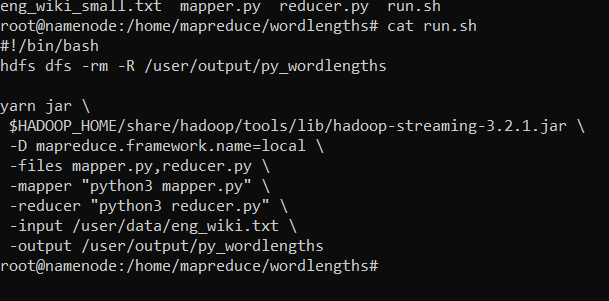 eng_wiki_small.txt  mapper.py  reducer.py  run.sh
root@namenode:/home/mapreduce/wordlengths# cat run.sh
#!/bin/bash
hdfs dfs -rm -R /user/output/py_wordlengths

yarn jar \
 $HADOOP_HOME/share/hadoop/tools/lib/hadoop-streaming-3.2.1.jar \
 -D mapreduce.framework.name=local \
 -files mapper.py,reducer.py \
 -mapper "python3 mapper.py" \
 -reducer "python3 reducer.py" \
 -input /user/data/eng_wiki.txt \
 -output /user/output/py_wordlengths
root@namenode:/home/mapreduce/wordlengths#